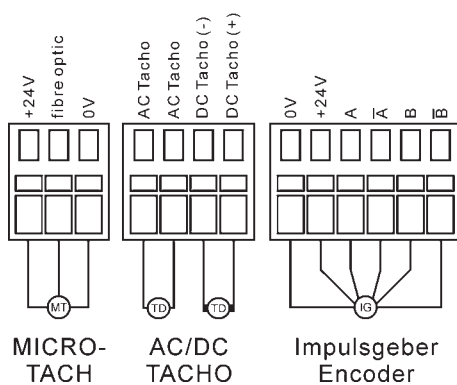 +24V
fibre optic
0V
AC Tacho
AC Tacho
DC Tacho (-)
DC Tacho (+)
0V
+24V
A
A̅
B
B̅
MT
TD
TD
IG
MICRO-
TACH
AC/DC
TACHO
Impulsgeber
Encoder